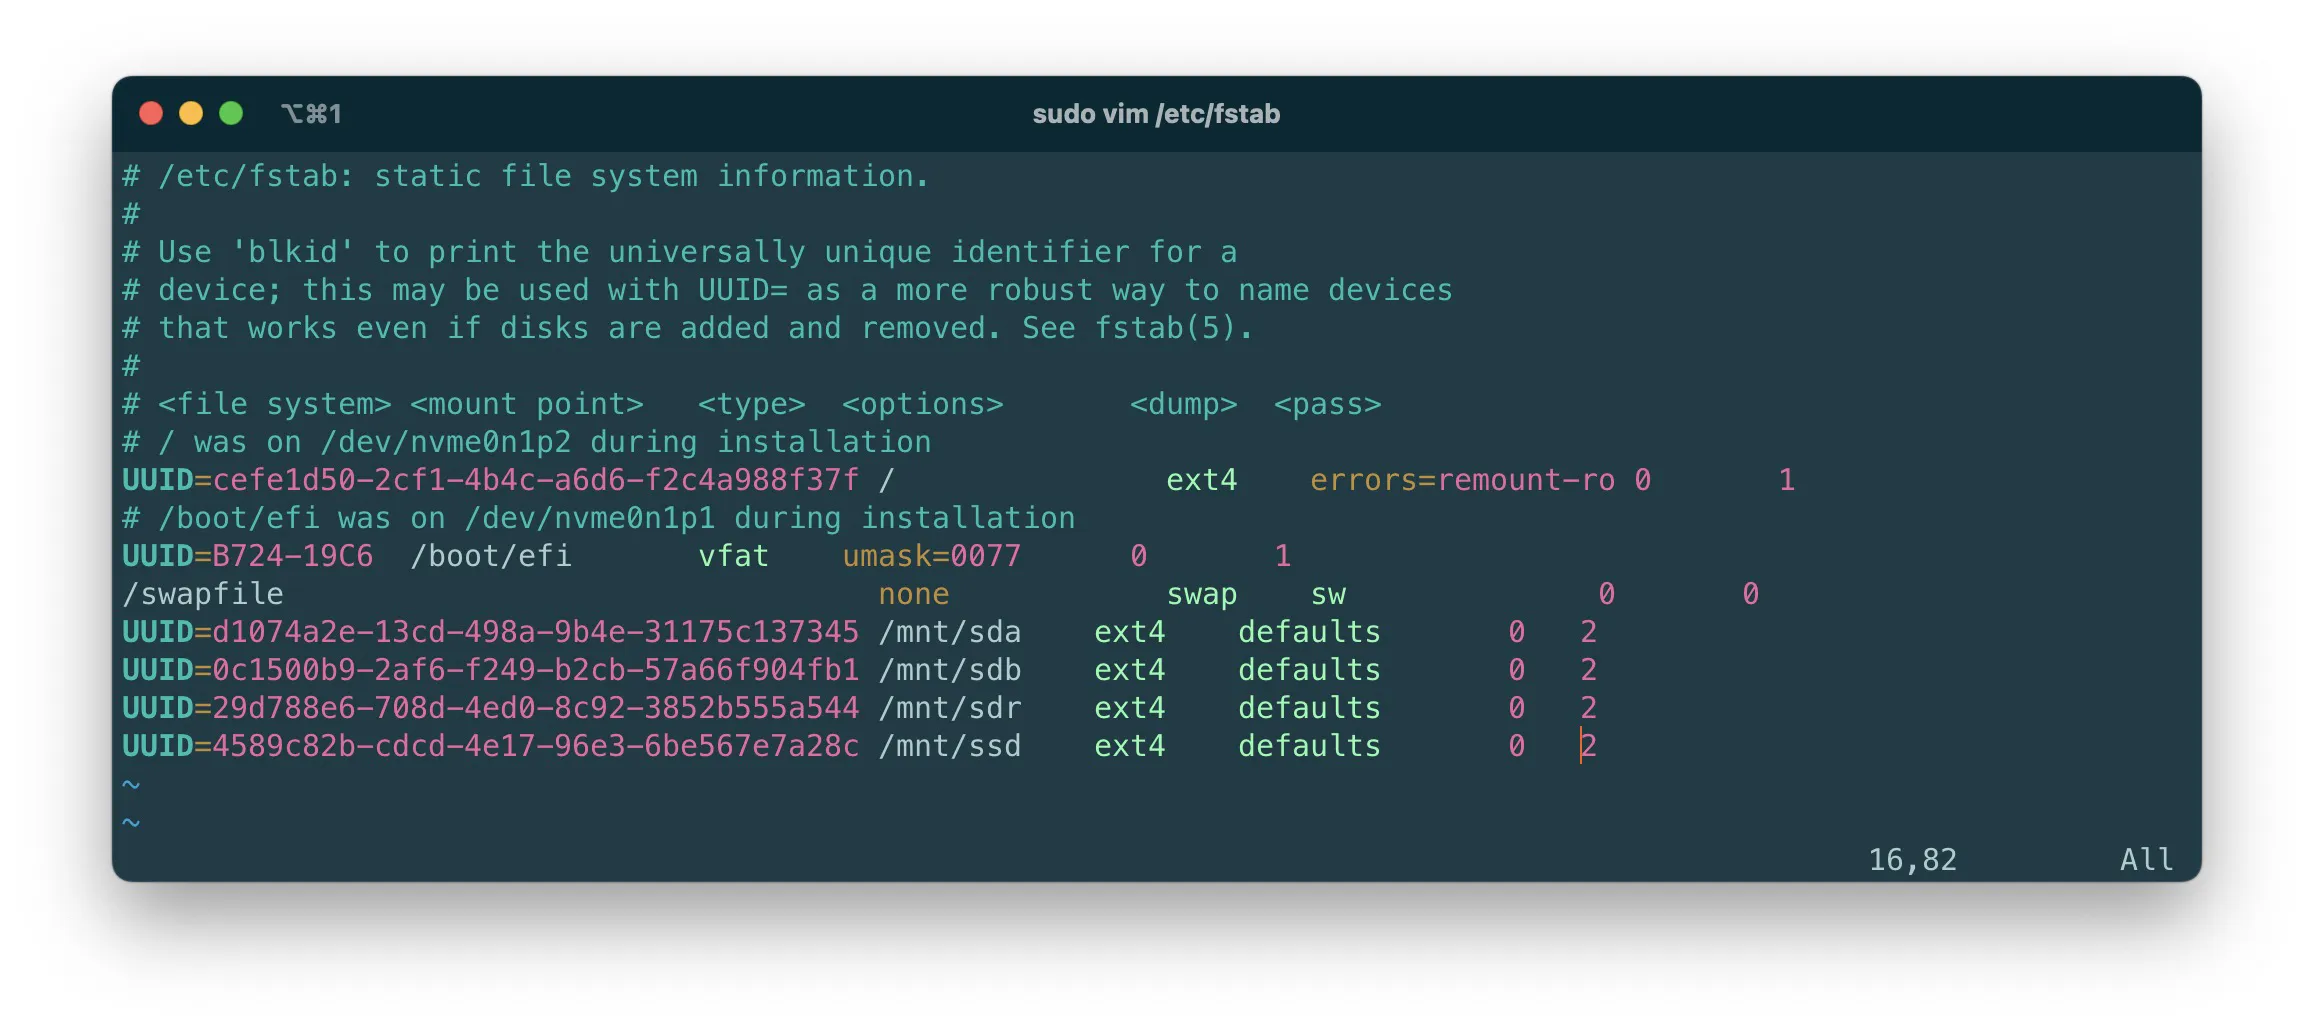 ⌥⌘1 sudo vim /etc/fstab
# /etc/fstab: static file system information.
#
# Use 'blkid' to print the universally unique identifier for a
# device; this may be used with UUID= as a more robust way to name devices
# that works even if disks are added and removed. See fstab(5).
#
# <file system> <mount point>   <type>  <options>       <dump>  <pass>
# / was on /dev/nvme0n1p2 during installation
UUID=cefe1d50-2cf1-4b4c-a6d6-f2c4a988f37f /               ext4    errors=remount-ro 0       1
# /boot/efi was on /dev/nvme0n1p1 during installation
UUID=B724-19C6  /boot/efi       vfat    umask=0077      0       1
/swapfile                                 none            swap    sw              0       0
UUID=d1074a2e-13cd-498a-9b4e-31175c137345 /mnt/sda    ext4    defaults       0   2
UUID=0c1500b9-2af6-f249-b2cb-57a66f904fb1 /mnt/sdb    ext4    defaults       0   2
UUID=29d788e6-708d-4ed0-8c92-3852b555a544 /mnt/sdr    ext4    defaults       0   2
UUID=4589c82b-cdcd-4e17-96e3-6be567e7a28c /mnt/ssd    ext4    defaults       0   2
~
~
16,82         All